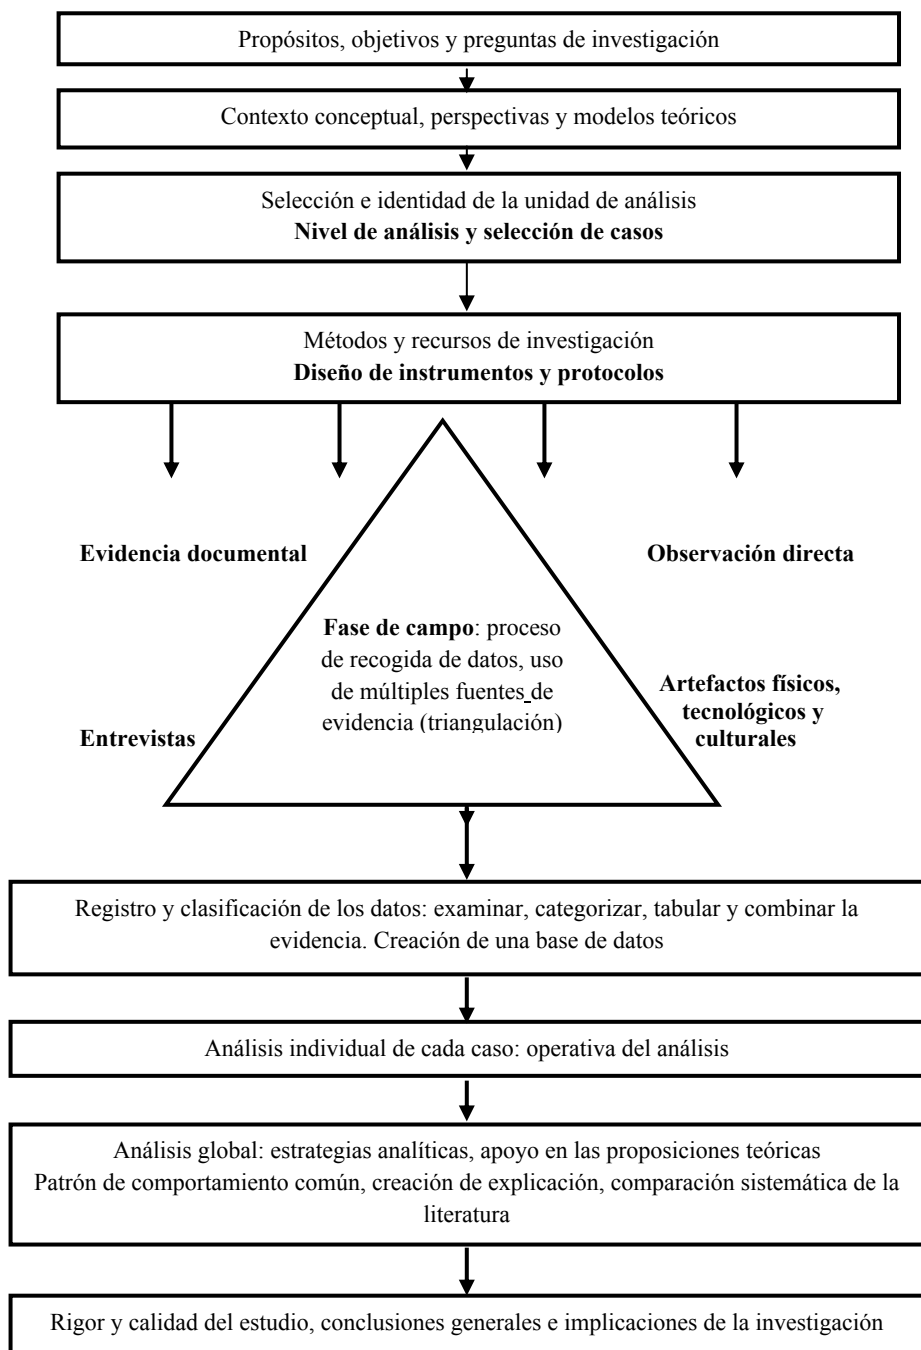 Propósitos, objetivos y preguntas de investigación
Contexto conceptual, perspectivas y modelos teóricos
Selección e identidad de la unidad de análisis
Nivel de análisis y selección de casos
Métodos y recursos de investigación
Diseño de instrumentos y protocolos
Evidencia documental
Observación directa
Fase de campo: proceso
de recogida de datos, uso
de múltiples fuentes de
evidencia (triangulación)
Entrevistas
Artefactos físicos,
tecnológicos y
culturales
Registro y clasificación de los datos: examinar, categorizar, tabular y combinar la
evidencia. Creación de una base de datos
Análisis individual de cada caso: operativa del análisis
Análisis global: estrategias analíticas, apoyo en las proposiciones teóricas
Patrón de comportamiento común, creación de explicación, comparación sistemática de la
literatura
Rigor y calidad del estudio, conclusiones generales e implicaciones de la investigación